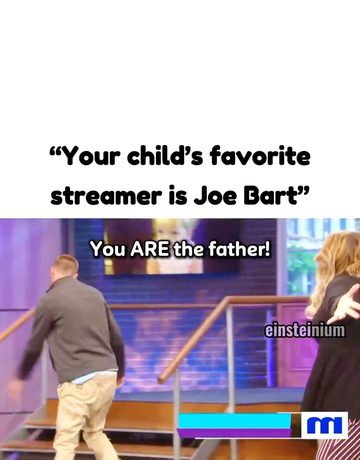 “Your child’s favorite
streamer is Joe Bart”
You ARE the father!
einsteinium
m